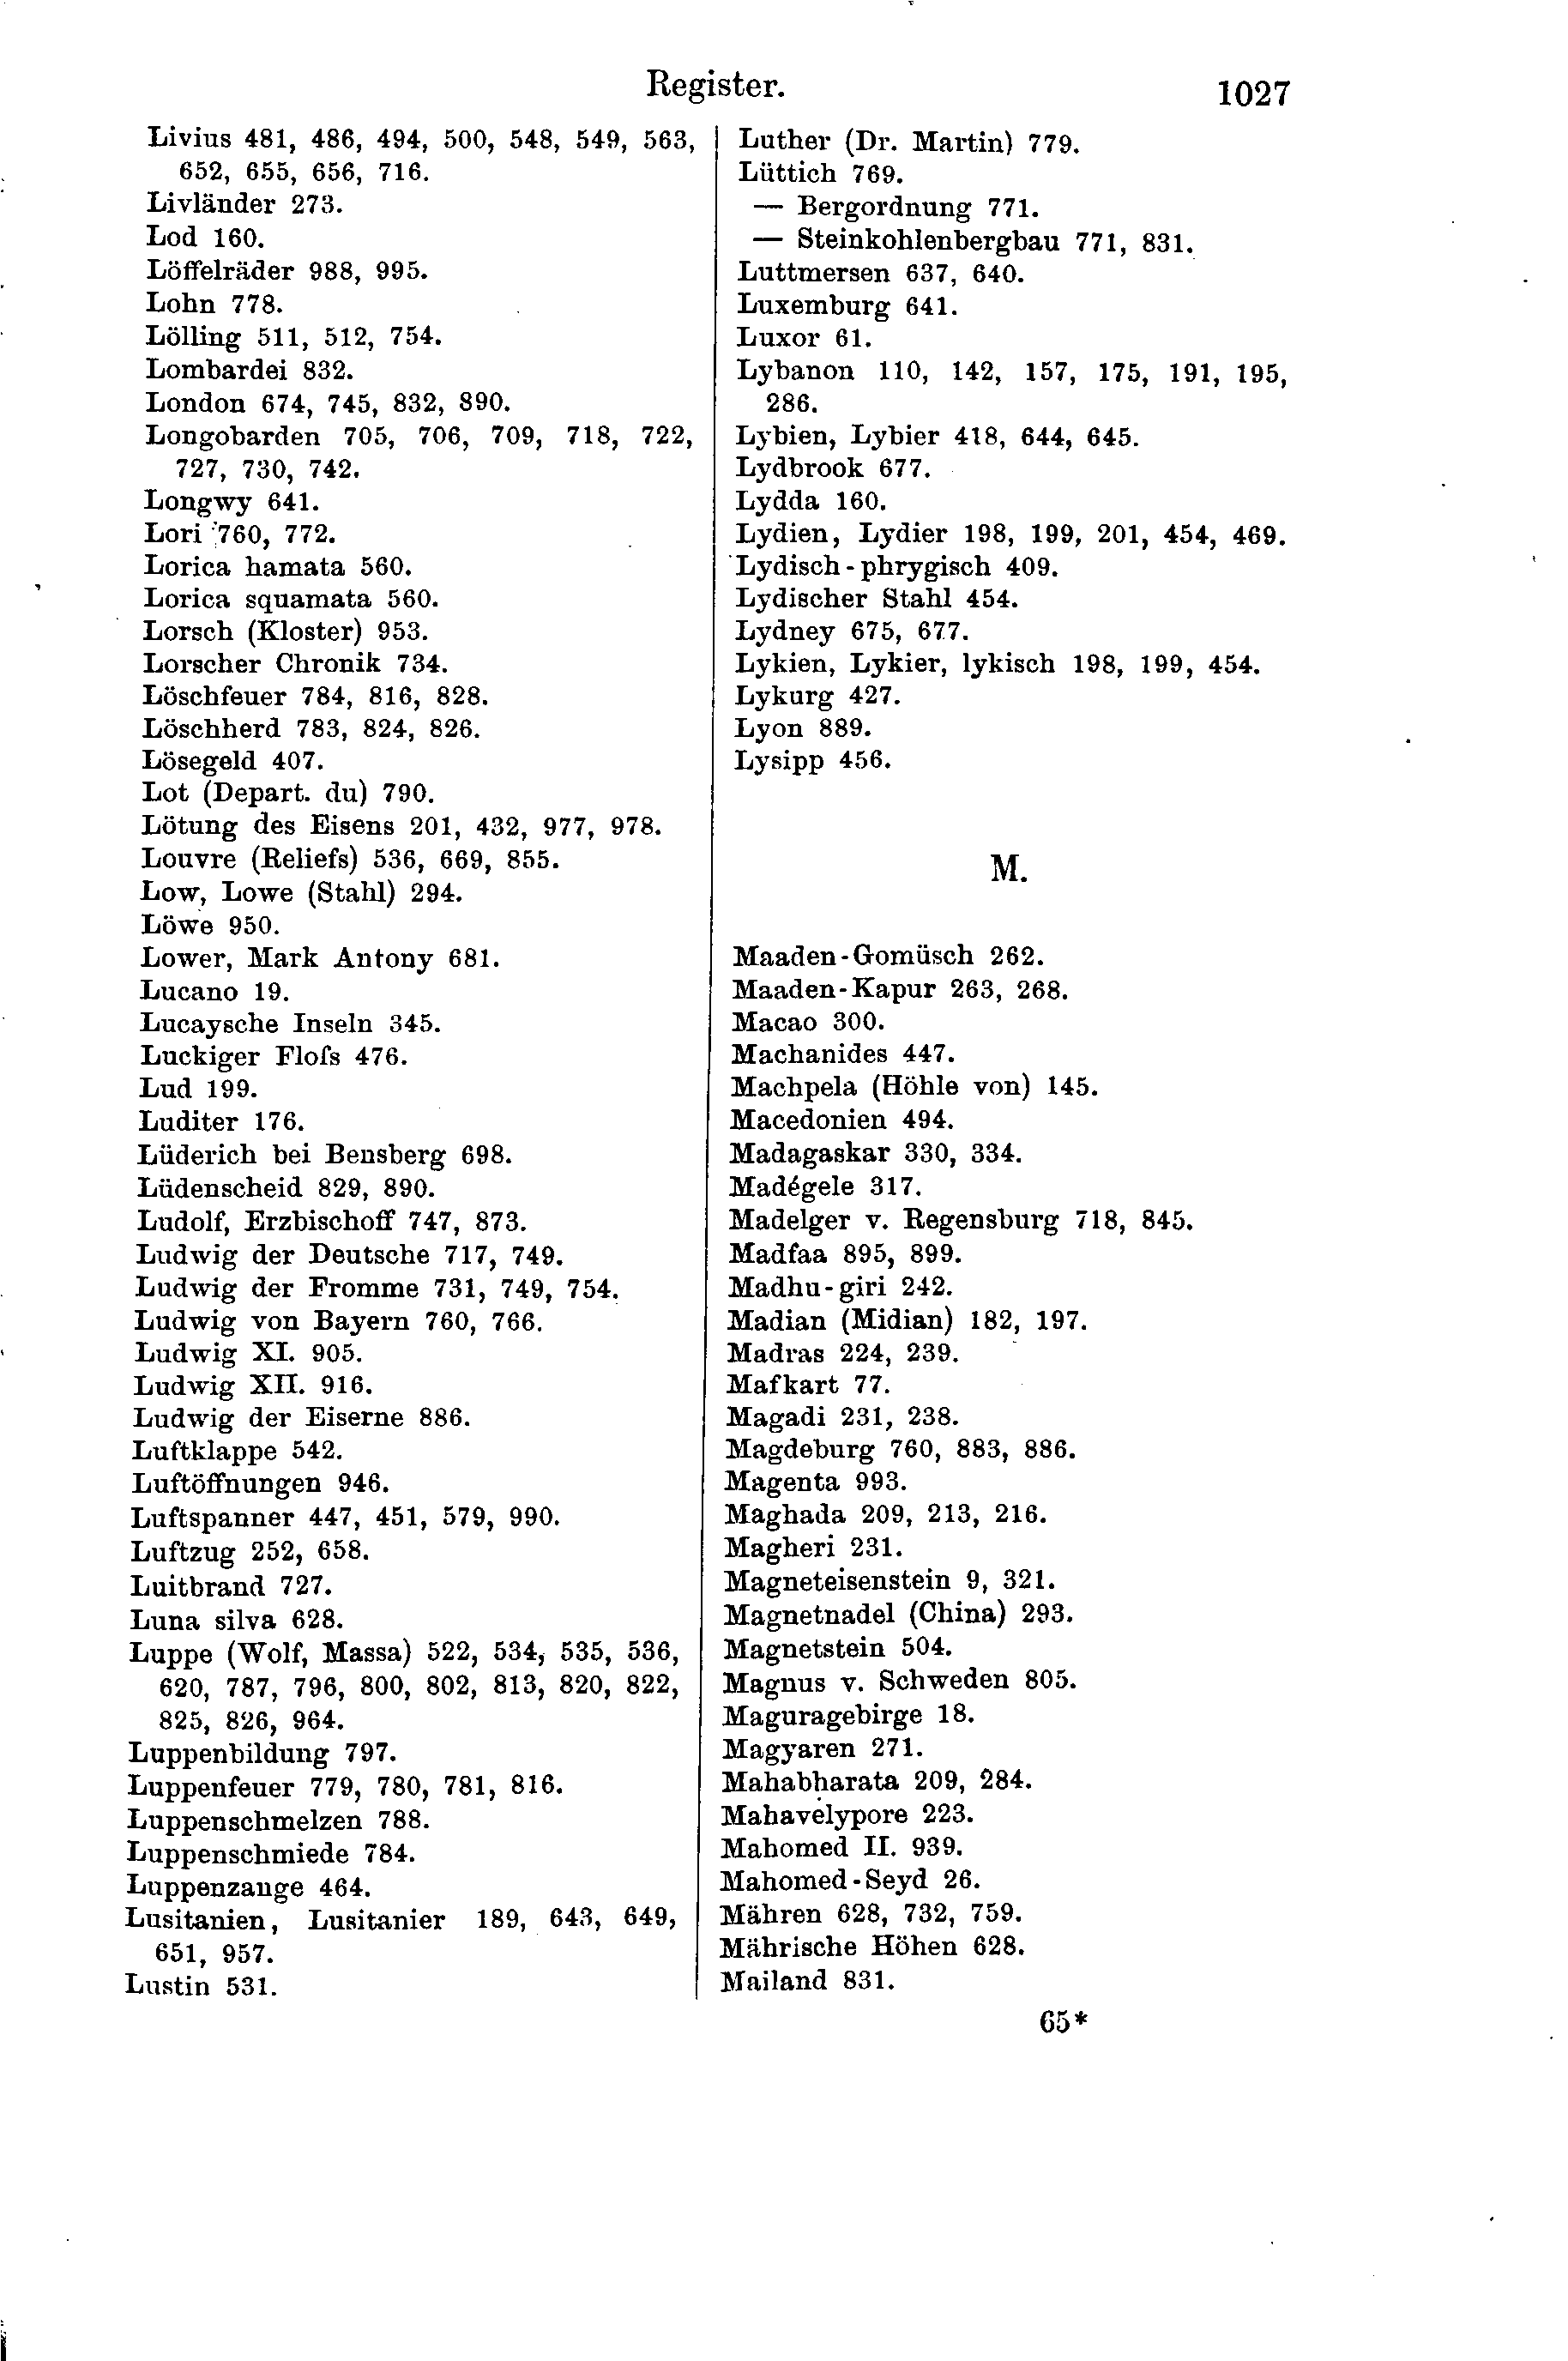 Register.
1027
Livius 481, 486, 494, 500, 548, 549, 563,
652, 655, 656, 716.
Livländer 273.
Lod 160.
Löffelräder 988, 995.
Lohn 778.
Lölling 511, 512, 754.
Lombardei 832.
London 674, 745, 832, 890.
Longobarden 705, 706, 709, 718, 722,
727, 730, 742.
Longwy 641.
Lori 760, 772.
Lorica hamata 560.
Lorica squamata 560.
Lorsch (Kloster) 953.
Lorscher Chronik 734.
Löschfeuer 784, 816, 828.
Löschherd 783, 824, 826.
Lösegeld 407.
Lot (Depart. du) 790.
Lötung des Eisens 201, 432, 977, 978.
Louvre (Reliefs) 536, 669, 855.
Low, Lowe (Stahl) 294.
Löwe 950.
Lower, Mark Antony 681.
Lucano 19.
Lucaysche Inseln 345.
Luckiger Floſs 476.
Lud 199.
Luditer 176.
Lüderich bei Bensberg 698.
Lüdenscheid 829, 890.
Ludolf, Erzbischoff 747, 873.
Ludwig der Deutsche 717, 749.
Ludwig der Fromme 731, 749, 754.
Ludwig von Bayern 760, 766.
Ludwig XI. 905.
Ludwig XII. 916.
Ludwig der Eiserne 886.
Luftklappe 542.
Luftöffnungen 946.
Luftspanner 447, 451, 579, 990.
Luftzug 252, 658.
Luitbrand 727.
Luna silva 628.
Luppe (Wolf, Massa) 522, 534, 535, 536,
620, 787, 796, 800, 802, 813, 820, 822,
825, 826, 964.
Luppenbildung 797.
Luppenfeuer 779, 780, 781, 816.
Luppenschmelzen 788.
Luppenschmiede 784.
Luppenzange 464.
Lusitanien, Lusitanier 189, 643, 649,
651, 957.
Lustin 531.
Luther (Dr. Martin) 779.
Lüttich 769.
— Bergordnung 771.
— Steinkohlenbergbau 771, 831.
Luttmersen 637, 640.
Luxemburg 641.
Luxor 61.
Lybanon 110, 142, 157, 175, 191, 195,
286.
Lybien, Lybier 418, 644, 645.
Lydbrook 677.
Lydda 160.
Lydien, Lydier 198, 199, 201, 454, 469.
Lydisch-phrygisch 409.
Lydischer Stahl 454.
Lydney 675, 677.
Lykien, Lykier, lykisch 198, 199, 454.
Lykurg 427.
Lyon 889.
Lysipp 456.
M.
Maaden-Gomüsch 262.
Maaden-Kapur 263, 268.
Macao 300.
Machanides 447.
Machpela (Höhle von) 145.
Macedonien 494.
Madagaskar 330, 334.
Madégele 317.
Madelger v. Regensburg 718, 845.
Madfaa 895, 899.
Madhu-giri 242.
Madian (Midian) 182, 197.
Madras 224, 239.
Mafkart 77.
Magadi 231, 238.
Magdeburg 760, 883, 886.
Magenta 993.
Maghada 209, 213, 216.
Magheri 231.
Magneteisenstein 9, 321.
Magnetnadel (China) 293.
Magnetstein 504.
Magnus v. Schweden 805.
Maguragebirge 18.
Magyaren 271.
Mahabharata 209, 284.
Mahavelypore 223.
Mahomed II. 939.
Mahomed-Seyd 26.
Mähren 628, 732, 759.
Mährische Höhen 628.
Mailand 831.
65*